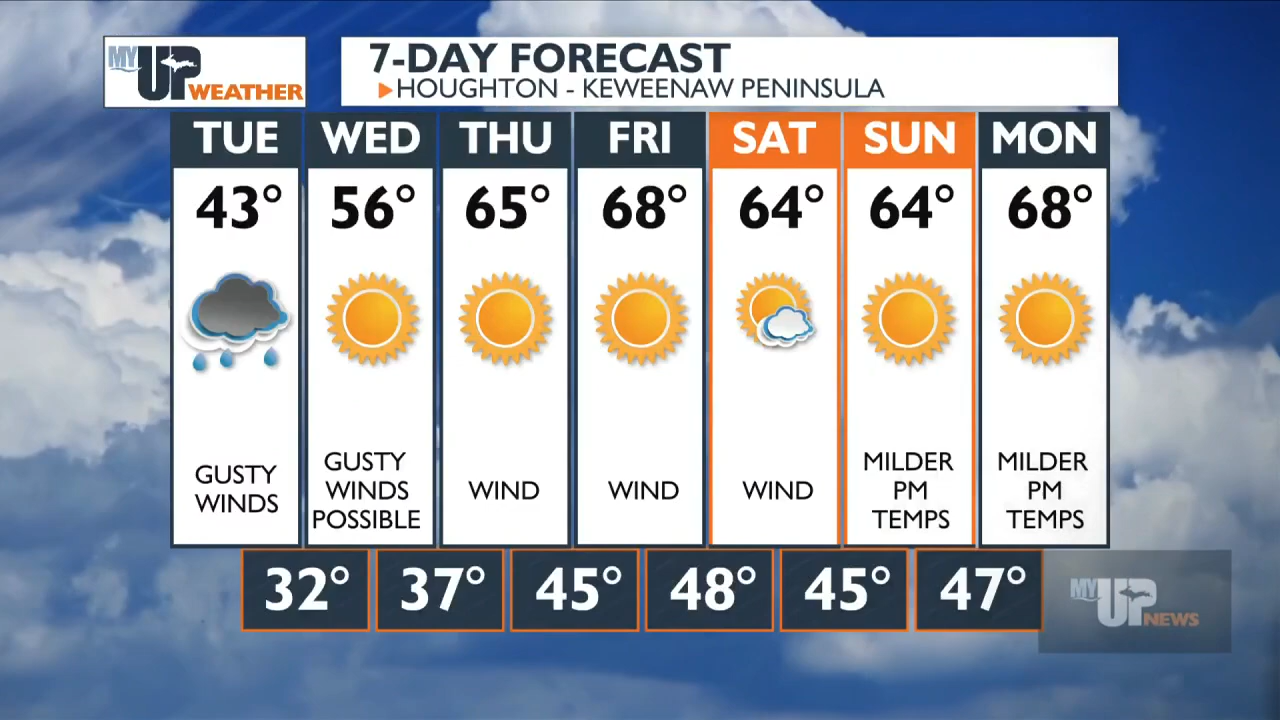 MY
UP
WEATHER
7-DAY FORECAST
HOUGHTON - KEWEENAW PENINSULA
TUE WED THU FRI SAT SUN MON
43° 56° 65° 68° 64° 64° 68°
GUSTY
WINDS
GUSTY
WINDS
POSSIBLE
WIND
WIND
WIND
MILDER
PM
TEMPS
MILDER
PM
TEMPS
32° 37° 45° 48° 45° 47°
MY
UP
NEWS